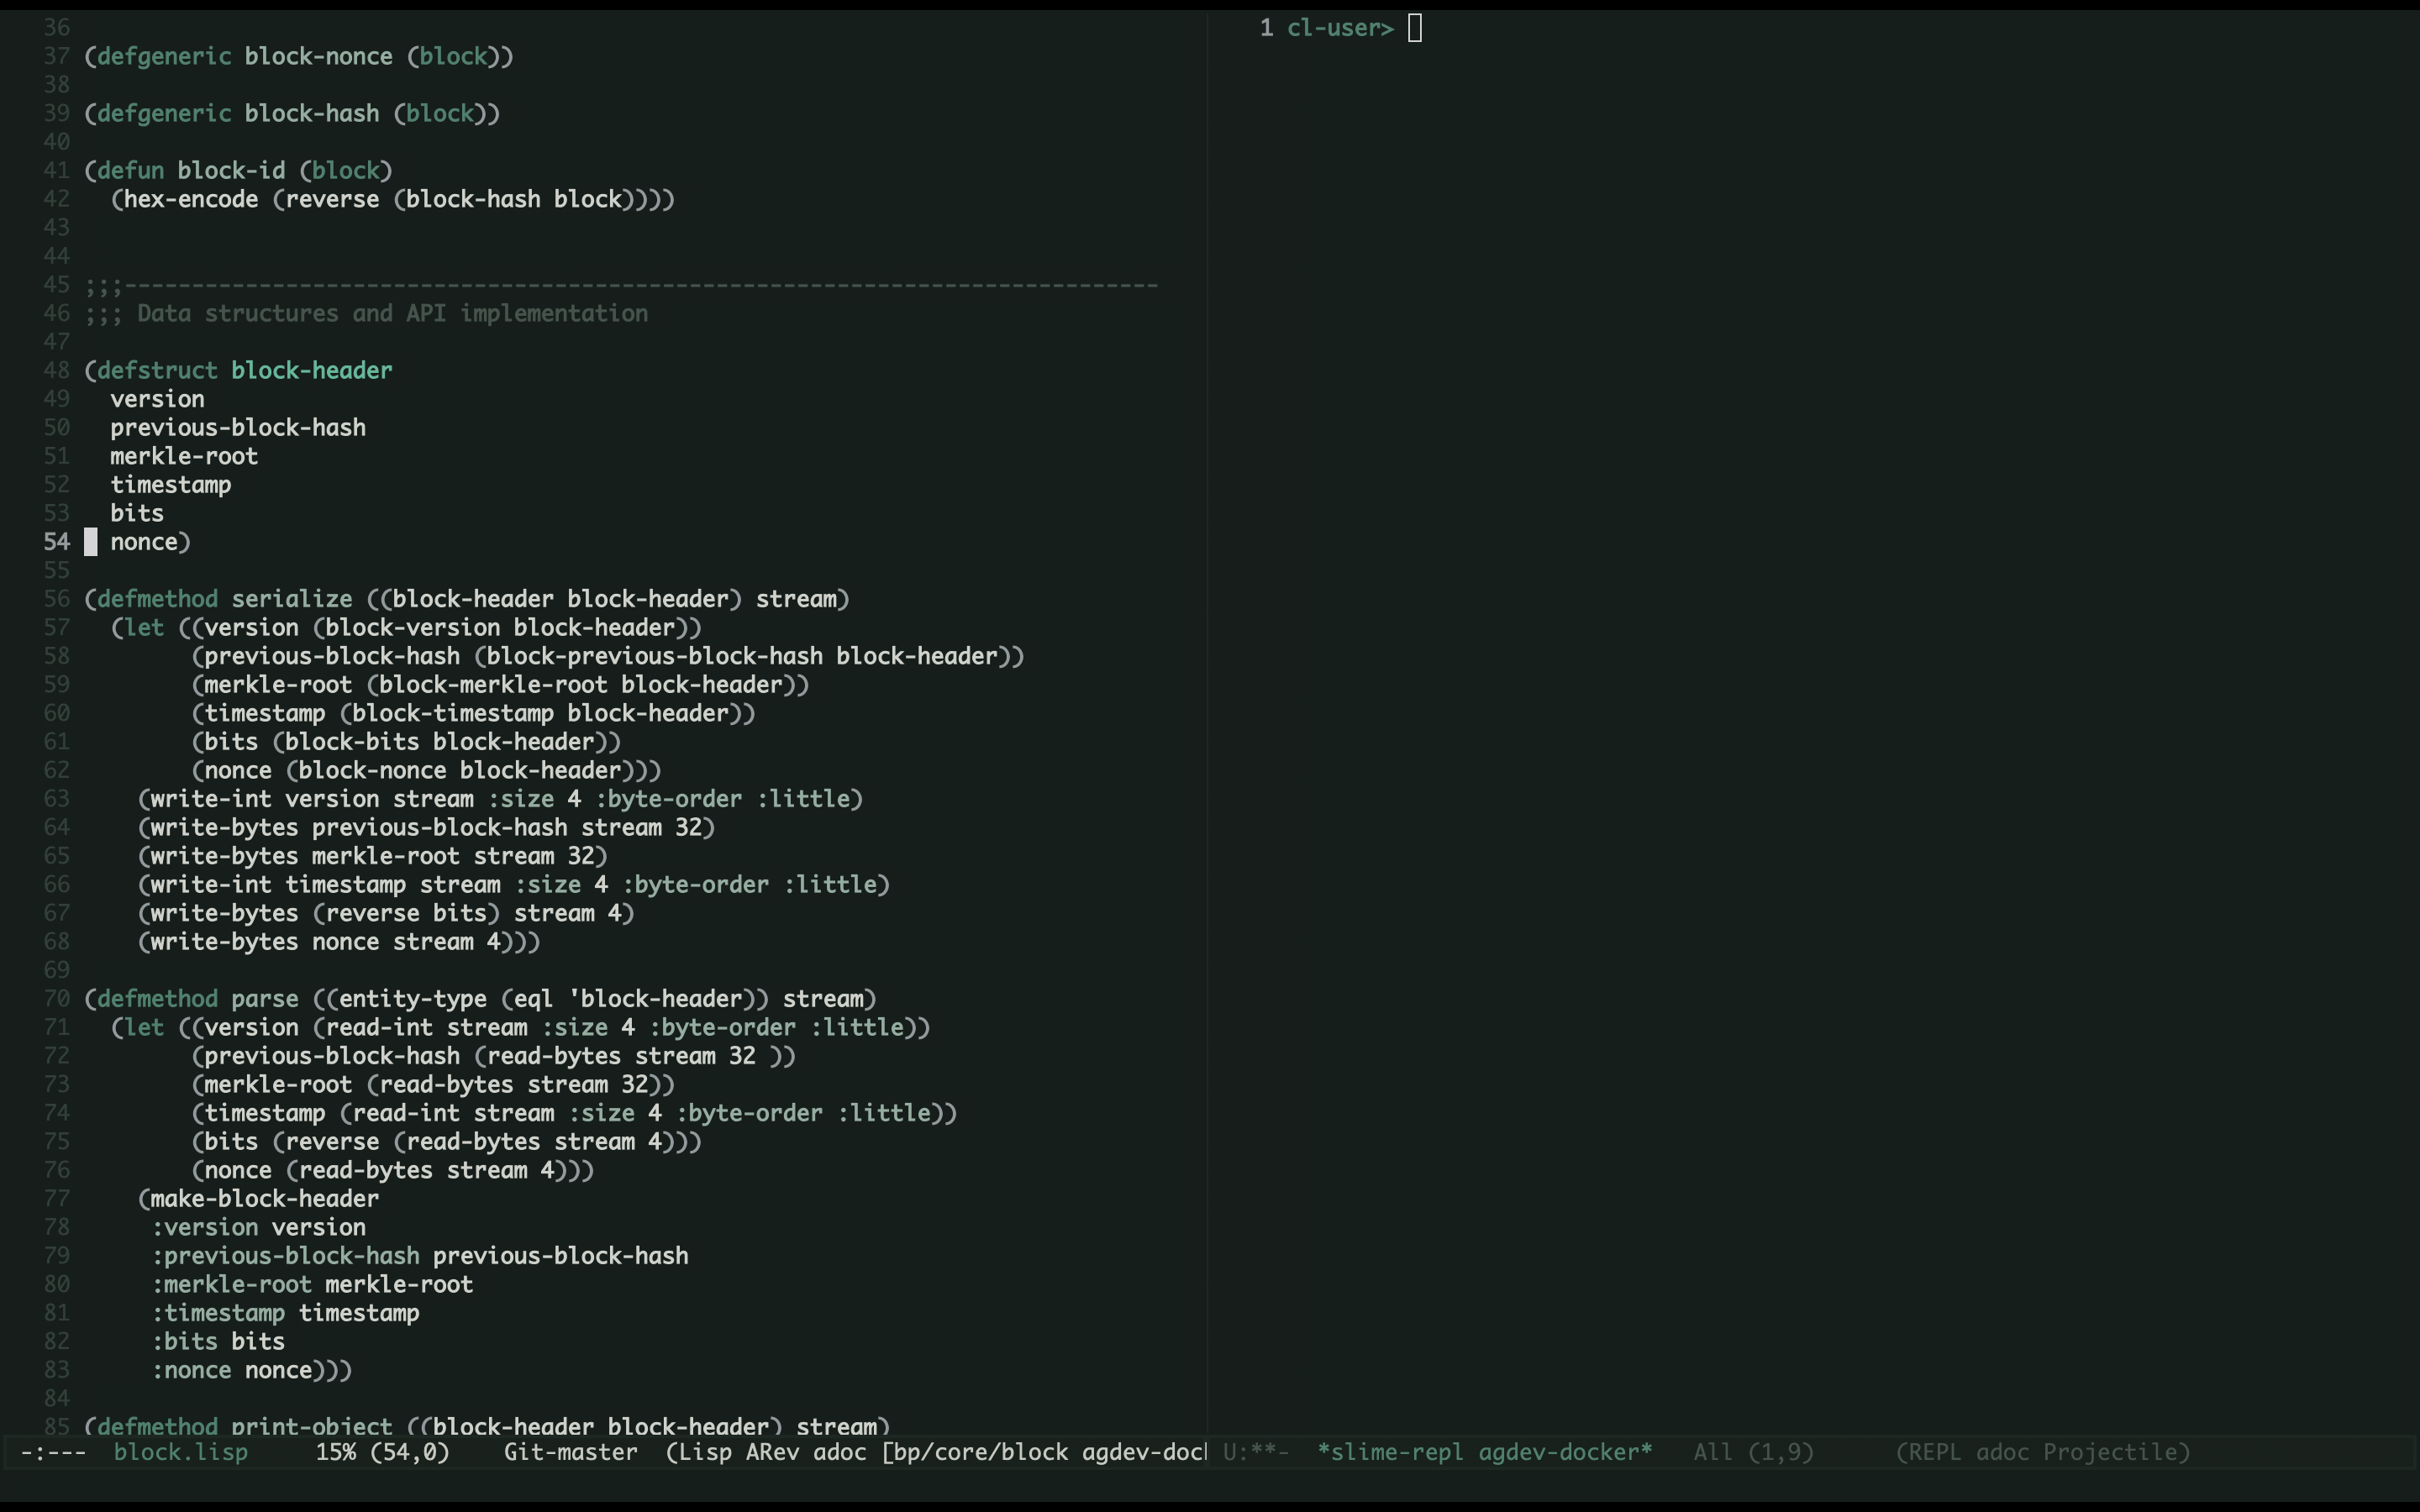 36
37 (defgeneric block-nonce (block))
38
39 (defgeneric block-hash (block))
40
41 (defun block-id (block)
42   (hex-encode (reverse (block-hash block))))
43
44
45 ;;;-----------------------------------------------------------------------------
46 ;;; Data structures and API implementation
47
48 (defstruct block-header
49   version
50   previous-block-hash
51   merkle-root
52   timestamp
53   bits
54   nonce)
55
56 (defmethod serialize ((block-header block-header) stream)
57   (let ((version (block-version block-header))
58         (previous-block-hash (block-previous-block-hash block-header))
59         (merkle-root (block-merkle-root block-header))
60         (timestamp (block-timestamp block-header))
61         (bits (block-bits block-header))
62         (nonce (block-nonce block-header)))
63     (write-int version stream :size 4 :byte-order :little)
64     (write-bytes previous-block-hash stream 32)
65     (write-bytes merkle-root stream 32)
66     (write-int timestamp stream :size 4 :byte-order :little)
67     (write-bytes (reverse bits) stream 4)
68     (write-bytes nonce stream 4)))
69
70 (defmethod parse ((entity-type (eql 'block-header)) stream)
71   (let ((version (read-int stream :size 4 :byte-order :little))
72         (previous-block-hash (read-bytes stream 32 ))
73         (merkle-root (read-bytes stream 32))
74         (timestamp (read-int stream :size 4 :byte-order :little))
75         (bits (reverse (read-bytes stream 4)))
76         (nonce (read-bytes stream 4)))
77     (make-block-header
78      :version version
79      :previous-block-hash previous-block-hash
80      :merkle-root merkle-root
81      :timestamp timestamp
82      :bits bits
83      :nonce nonce)))
84
85 (defmethod print-object ((block-header block-header) stream)
-:---  block.lisp     15% (54,0)    Git-master  (Lisp ARev adoc [bp/core/block agdev-doc
1 cl-user>
U:**-  *slime-repl agdev-docker*   All (1,9)      (REPL adoc Projectile)